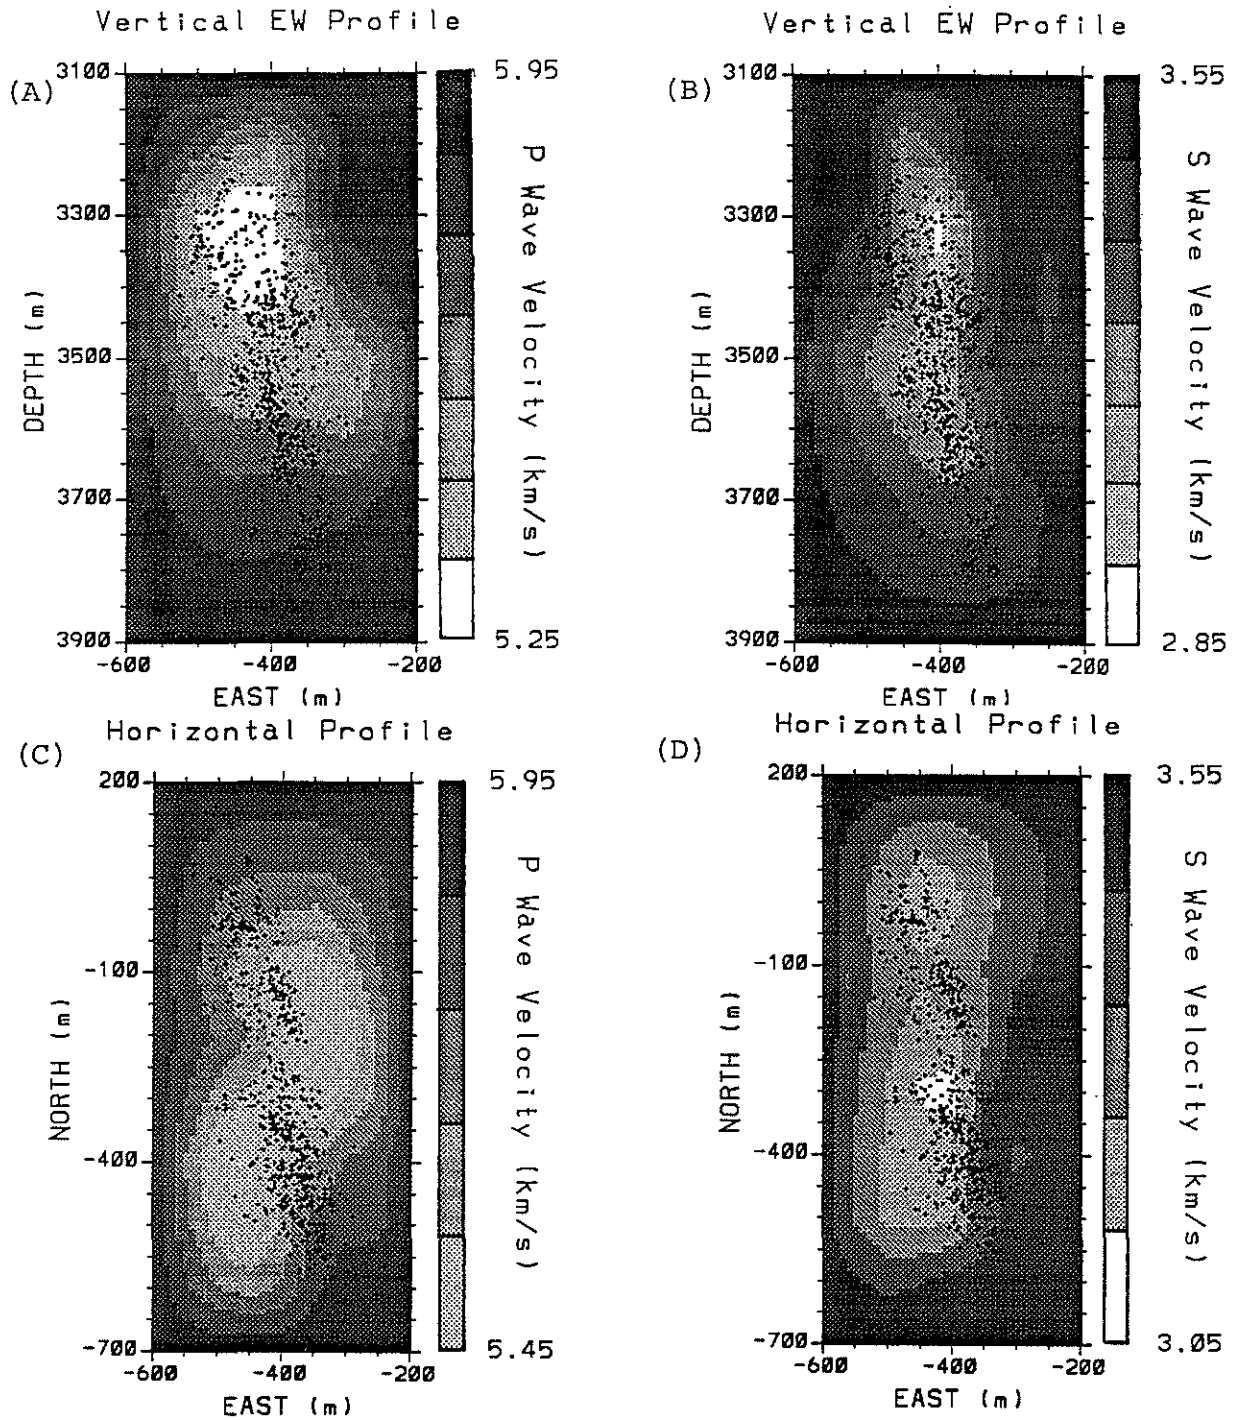 Vertical EW Profile
(A)
3100
3300
3500
3700
3900
DEPTH (m)
-600
-400
-200
EAST (m)
5.95
P Wave Velocity (km/s)
5.25
Vertical EW Profile
(B)
3100
3300
3500
3700
3900
DEPTH (m)
-600
-400
-200
EAST (m)
3.55
S Wave Velocity (km/s)
2.85
Horizontal Profile
(C)
200
-100
-400
-700
NORTH (m)
-600
-400
-200
EAST (m)
5.95
P Wave Velocity (km/s)
5.45
Horizontal Profile
(D)
200
-100
-400
-700
NORTH (m)
-600
-400
-200
EAST (m)
3.55
S Wave Velocity (km/s)
3.05